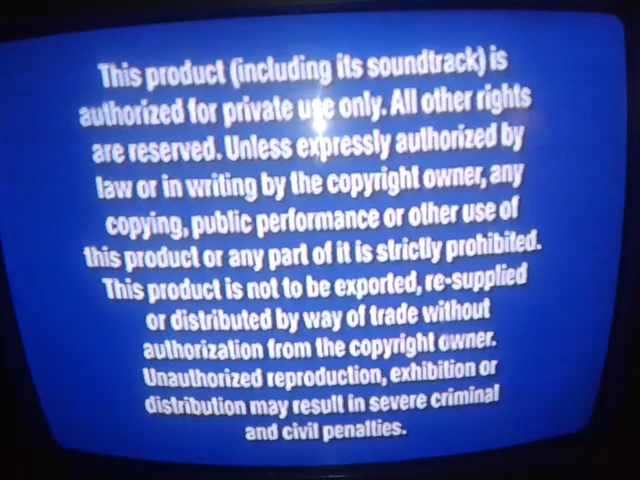 This product (including its soundtrack) is
authorized for private use only. All other rights
are reserved. Unless expressly authorized by
law or in writing by the copyright owner, any
copying, public performance or other use of
this product or any part of it is strictly prohibited.
This product is not to be exported, re-supplied
or distributed by way of trade without
authorization from the copyright owner.
Unauthorized reproduction, exhibition or
distribution may result in severe criminal
and civil penalties.